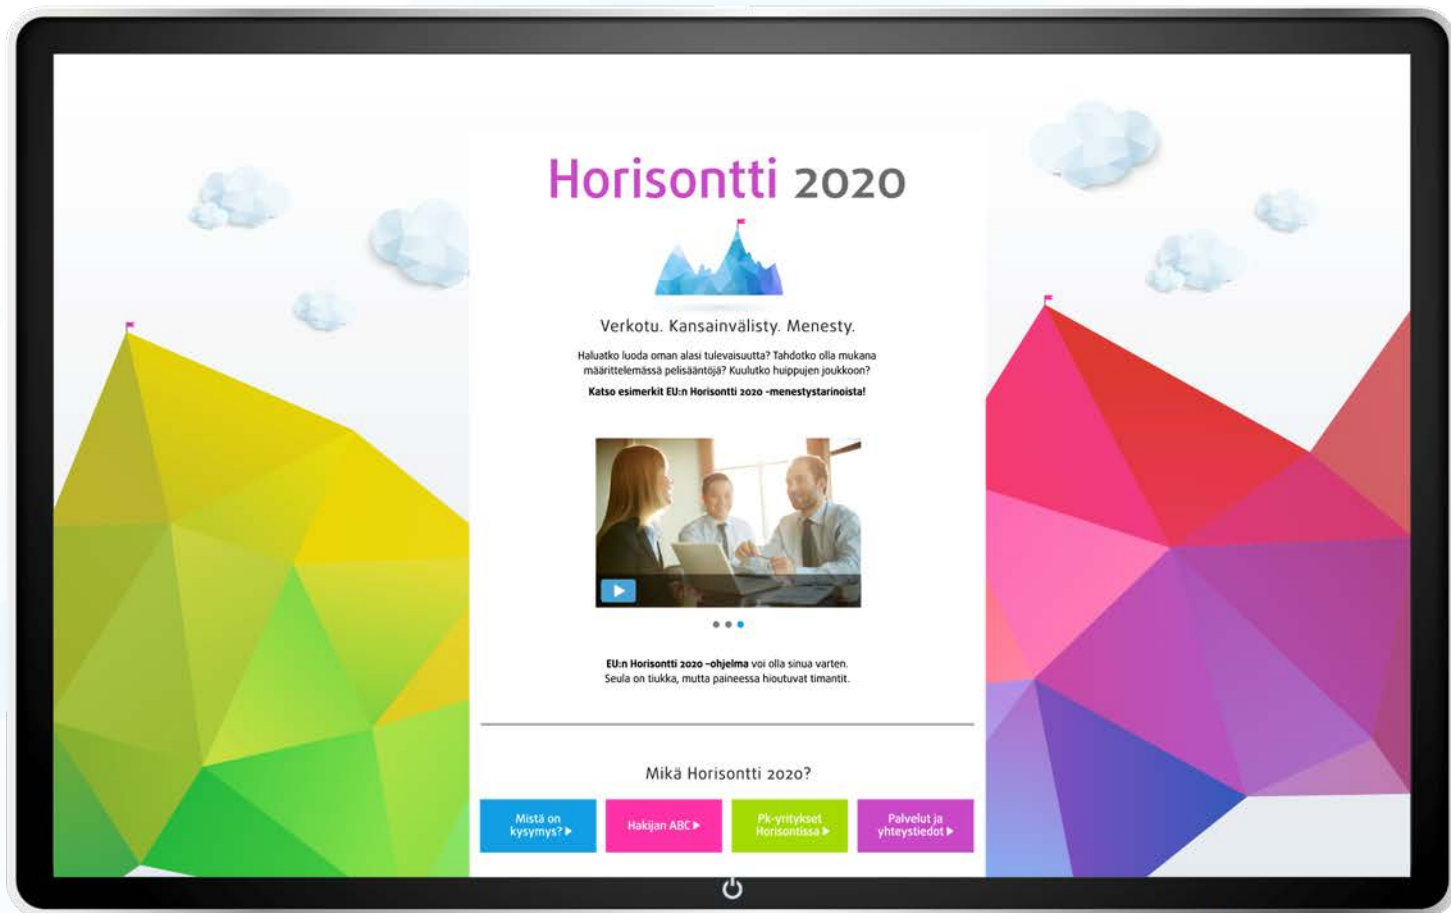 Horisontti 2020
Verkotu. Kansainvälisty. Menesty.
Haluatko luoda oman alasi tulevaisuutta? Tahdotko olla mukana
määrittelemässä pelisääntöjä? Kuulutko huippujen joukkoon?
Katso esimerkit EU:n Horisontti 2020 -menestystarinoista!
EU:n Horisontti 2020 –ohjelma voi olla sinua varten.
Seula on tiukka, mutta paineessa hioutuvat timantit.
Mikä Horisontti 2020?
Mistä on
kysymys?
Hakijan ABC
Pk-yritykset
Horisontissa
Palvelut ja
yhteystiedot